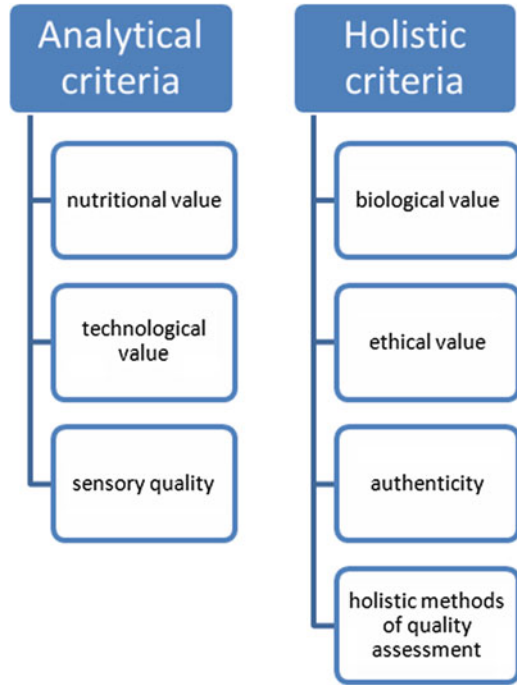 Analytical
criteria
nutritional value
technological
value
sensory quality
Holistic
criteria
biological value
ethical value
authenticity
holistic methods
of quality
assessment